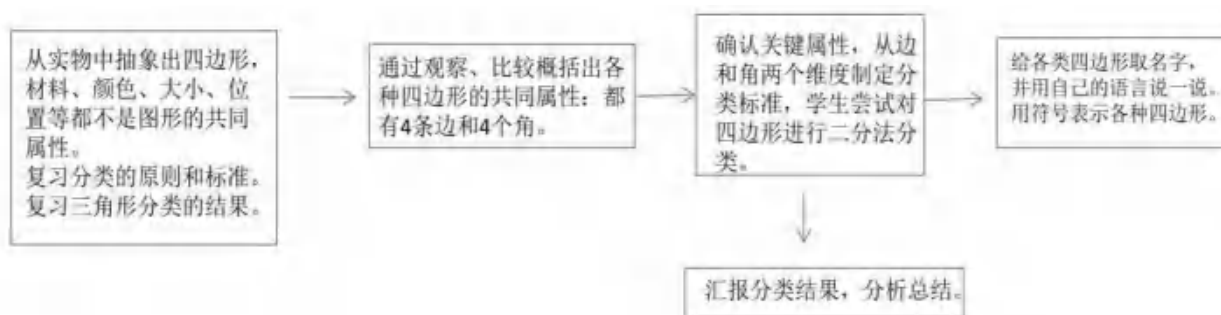 从实物中抽象出四边形，
材料、颜色、大小、位
置等都不是图形的共同
属性。
复习分类的原则和标准。
复习三角形分类的结果。
通过观察、比较概括出各
种四边形的共同属性：都
有4条边和4个角。
确认关键属性，从边
和角两个维度制定分
类标准，学生尝试对
四边形进行二分法分
类。
给各类四边形取名字，
并用自己的语言说一说。
用符号表示各种四边形。
汇报分类结果，分析总结。